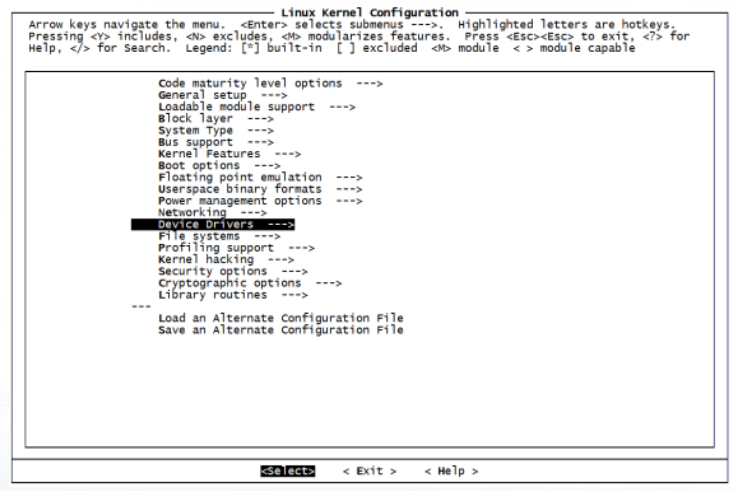 Linux Kernel Configuration
Arrow keys navigate the menu.  <Enter> selects submenus --->.  Highlighted letters are hotkeys.
Pressing <Y> includes, <N> excludes, <M> modularizes features.  Press <Esc><Esc> to exit, <?> for
Help, </> for Search.  Legend: [*] built-in  [ ] excluded  <M> module  < > module capable
Code maturity level options  --->
General setup  --->
Loadable module support  --->
Block layer  --->
System Type  --->
Bus support  --->
Kernel Features  --->
Boot options  --->
Floating point emulation  --->
Userspace binary formats  --->
Power management options  --->
Networking  --->
Device Drivers  --->
File systems  --->
Profiling support  --->
Kernel hacking  --->
Security options  --->
Cryptographic options  --->
Library routines  --->
---
Load an Alternate Configuration File
Save an Alternate Configuration File
<Select>    < Exit >    < Help >